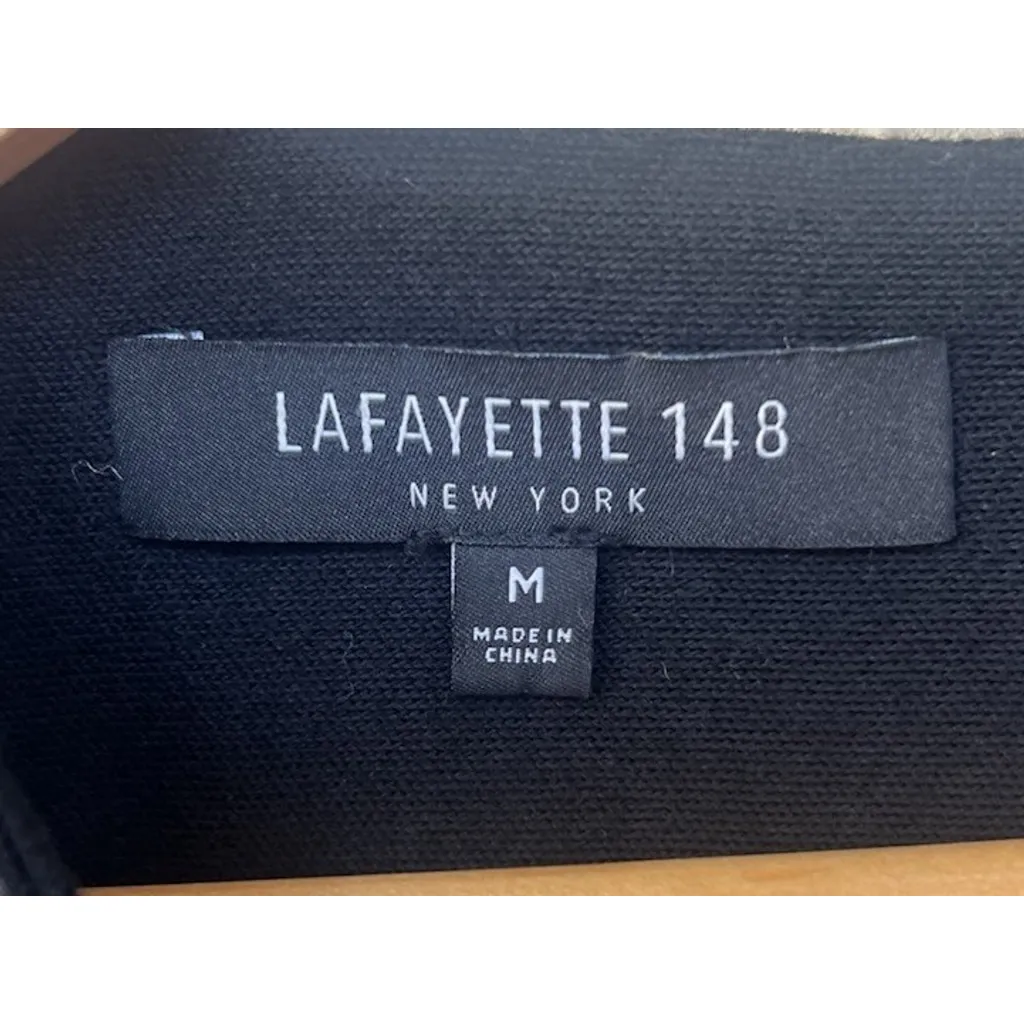 LAFAYETTE 148
NEW YORK
M
MADE IN
CHINA